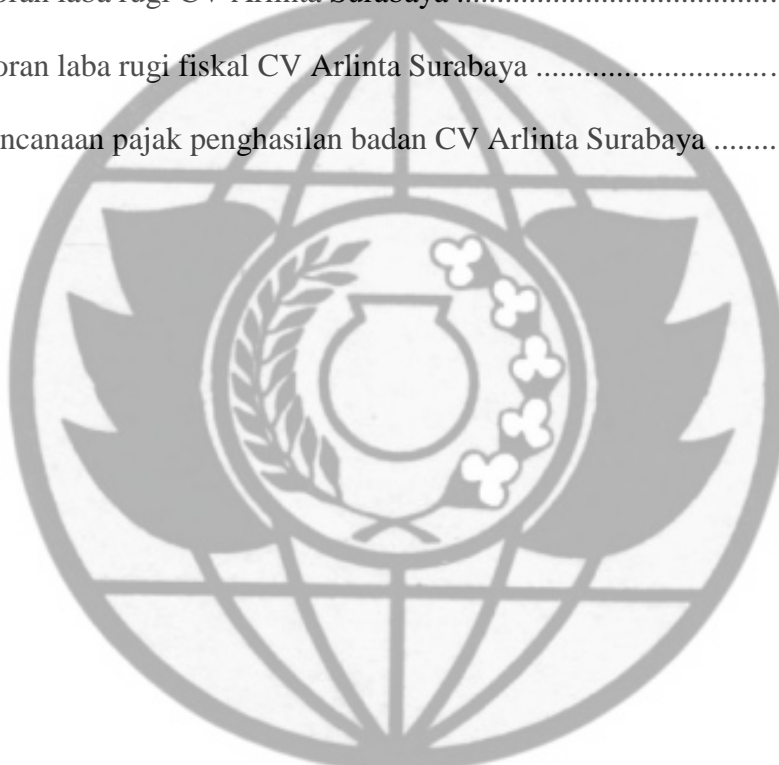 oran laba rugi CV Arlinta Surabaya ........................................
oran laba rugi fiskal CV Arlinta Surabaya ..............................
ncanaan pajak penghasilan badan CV Arlinta Surabaya ........